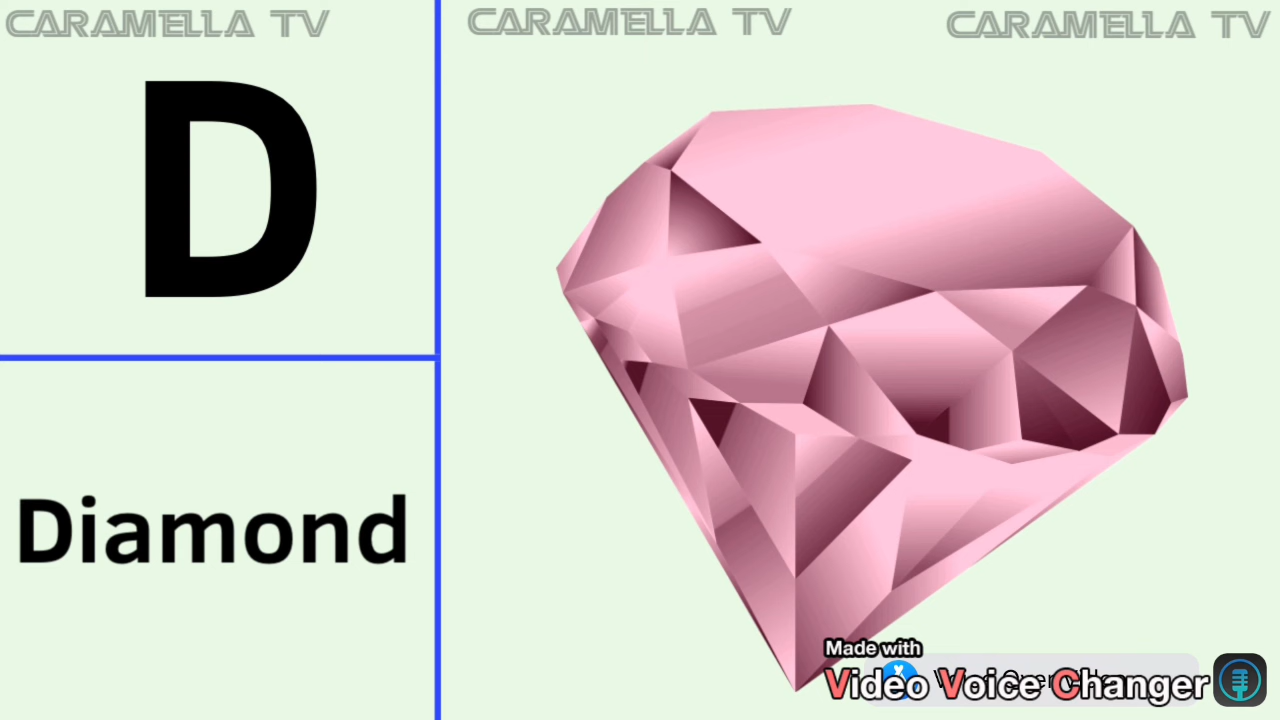 CARAMELLA TV
CARAMELLA TV
CARAMELLA TV
D
Diamond
Made with
Video Voice Changer